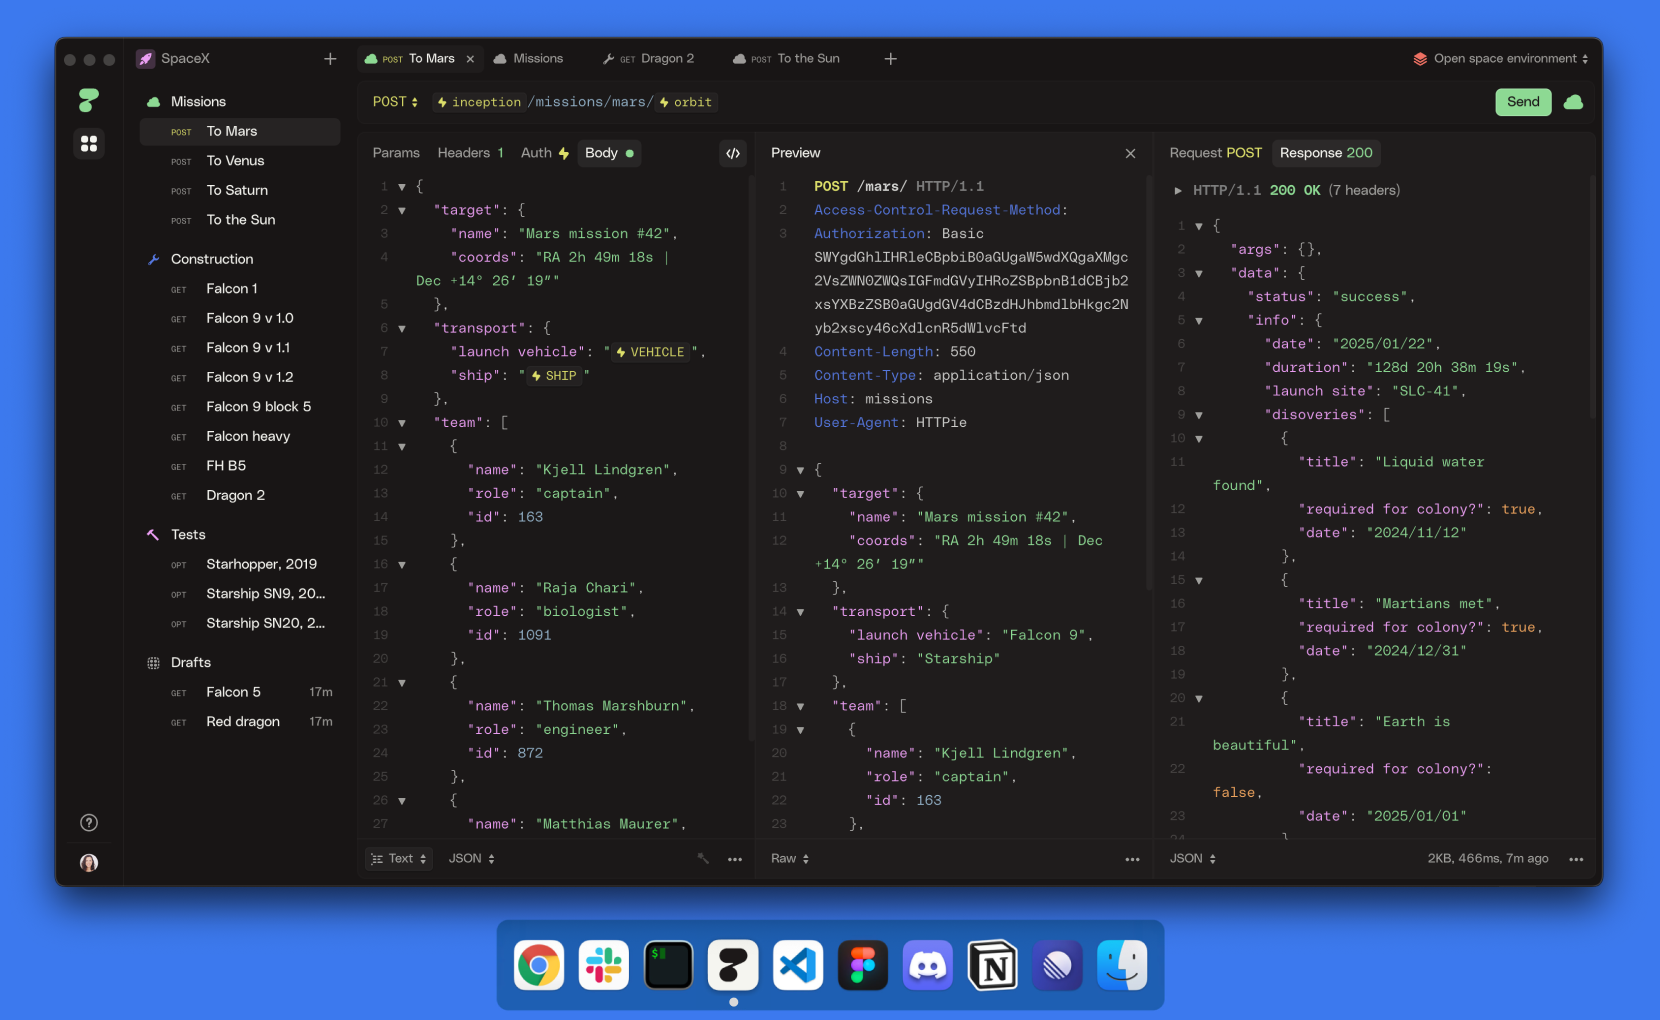 SpaceX
POST To Mars
Missions
GET Dragon 2
POST To the Sun
Open space environment
Missions
POST To Mars
POST To Venus
POST To Saturn
POST To the Sun
Construction
GET Falcon 1
GET Falcon 9 v 1.0
GET Falcon 9 v 1.1
GET Falcon 9 v 1.2
GET Falcon 9 block 5
GET Falcon heavy
GET FH B5
GET Dragon 2
Tests
OPT Starhopper, 2019
OPT Starship SN9, 20...
OPT Starship SN20, 2...
Drafts
GET Falcon 5 17m
GET Red dragon 17m
POST inception /missions/mars/ orbit
Send
Params Headers 1 Auth Body
1 {
2 "target": {
3 "name": "Mars mission #42",
4 "coords": "RA 2h 49m 18s |
Dec +14° 26′ 19″"
5 },
6 "transport": {
7 "launch vehicle": " VEHICLE ",
8 "ship": " SHIP "
9 },
10 "team": [
11 {
12 "name": "Kjell Lindgren",
13 "role": "captain",
14 "id": 163
15 },
16 {
17 "name": "Raja Chari",
18 "role": "biologist",
19 "id": 1091
20 },
21 {
22 "name": "Thomas Marshburn",
23 "role": "engineer",
24 "id": 872
25 },
26 {
27 "name": "Matthias Maurer",
Text JSON
Preview
1 POST /mars/ HTTP/1.1
2 Access-Control-Request-Method:
3 Authorization: Basic
SWYgdGhlIHRleCBpbiB0aGUgaW5wdXQgaXMgc
2VsZWN0ZWQsIGFmdGVyIHRoZSBpbnB1dCBjb2
xsYXBzZSB0aGUgdGV4dCBzdHJhbmdlbHkgc2N
yb2xscy46cXdlcnR5dWlvcFtd
4 Content-Length: 550
5 Content-Type: application/json
6 Host: missions
7 User-Agent: HTTPie
8
9 {
10 "target": {
11 "name": "Mars mission #42",
12 "coords": "RA 2h 49m 18s | Dec
+14° 26′ 19″"
13 },
14 "transport": {
15 "launch vehicle": "Falcon 9",
16 "ship": "Starship"
17 },
18 "team": [
19 {
20 "name": "Kjell Lindgren",
21 "role": "captain",
22 "id": 163
23 },
Raw
Request POST Response 200
HTTP/1.1 200 OK (7 headers)
1 {
2 "args": {},
3 "data": {
4 "status": "success",
5 "info": {
6 "date": "2025/01/22",
7 "duration": "128d 20h 38m 19s",
8 "launch site": "SLC-41",
9 "disoveries": [
10 {
11 "title": "Liquid water
found",
12 "required for colony?": true,
13 "date": "2024/11/12"
14 },
15 {
16 "title": "Martians met",
17 "required for colony?": true,
18 "date": "2024/12/31"
19 },
20 {
21 "title": "Earth is
beautiful",
22 "required for colony?":
false,
23 "date": "2025/01/01"
24 }
JSON 2KB, 466ms, 7m ago
$
N